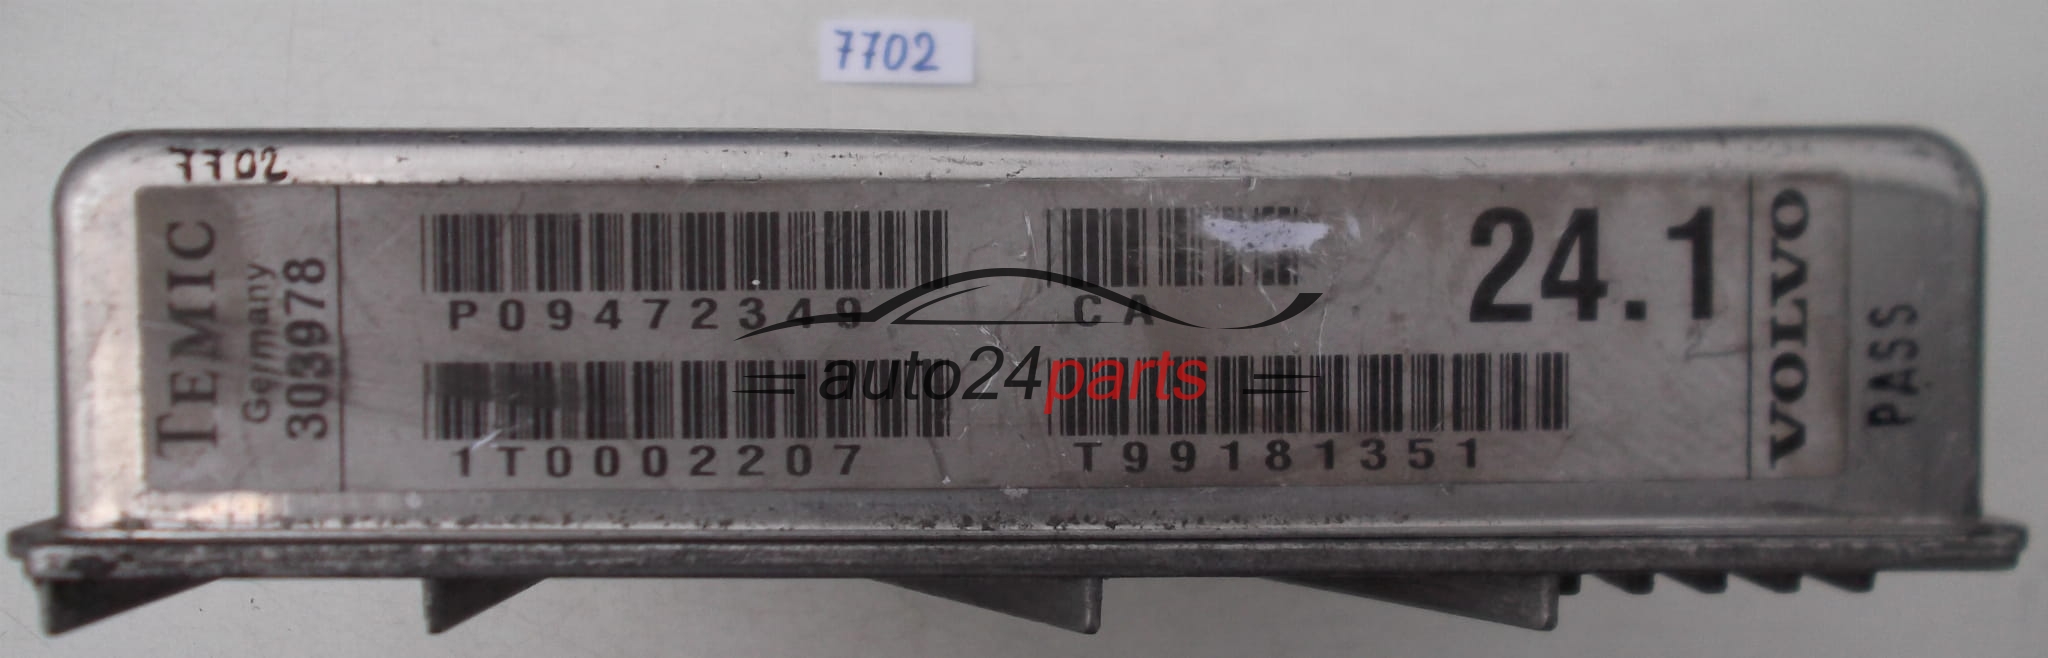 7702
7702
TEMIC
Germany
303978
P09472349
CA
24.1
VOLVO
PASS
auto24parts
1T0002207
T99181351